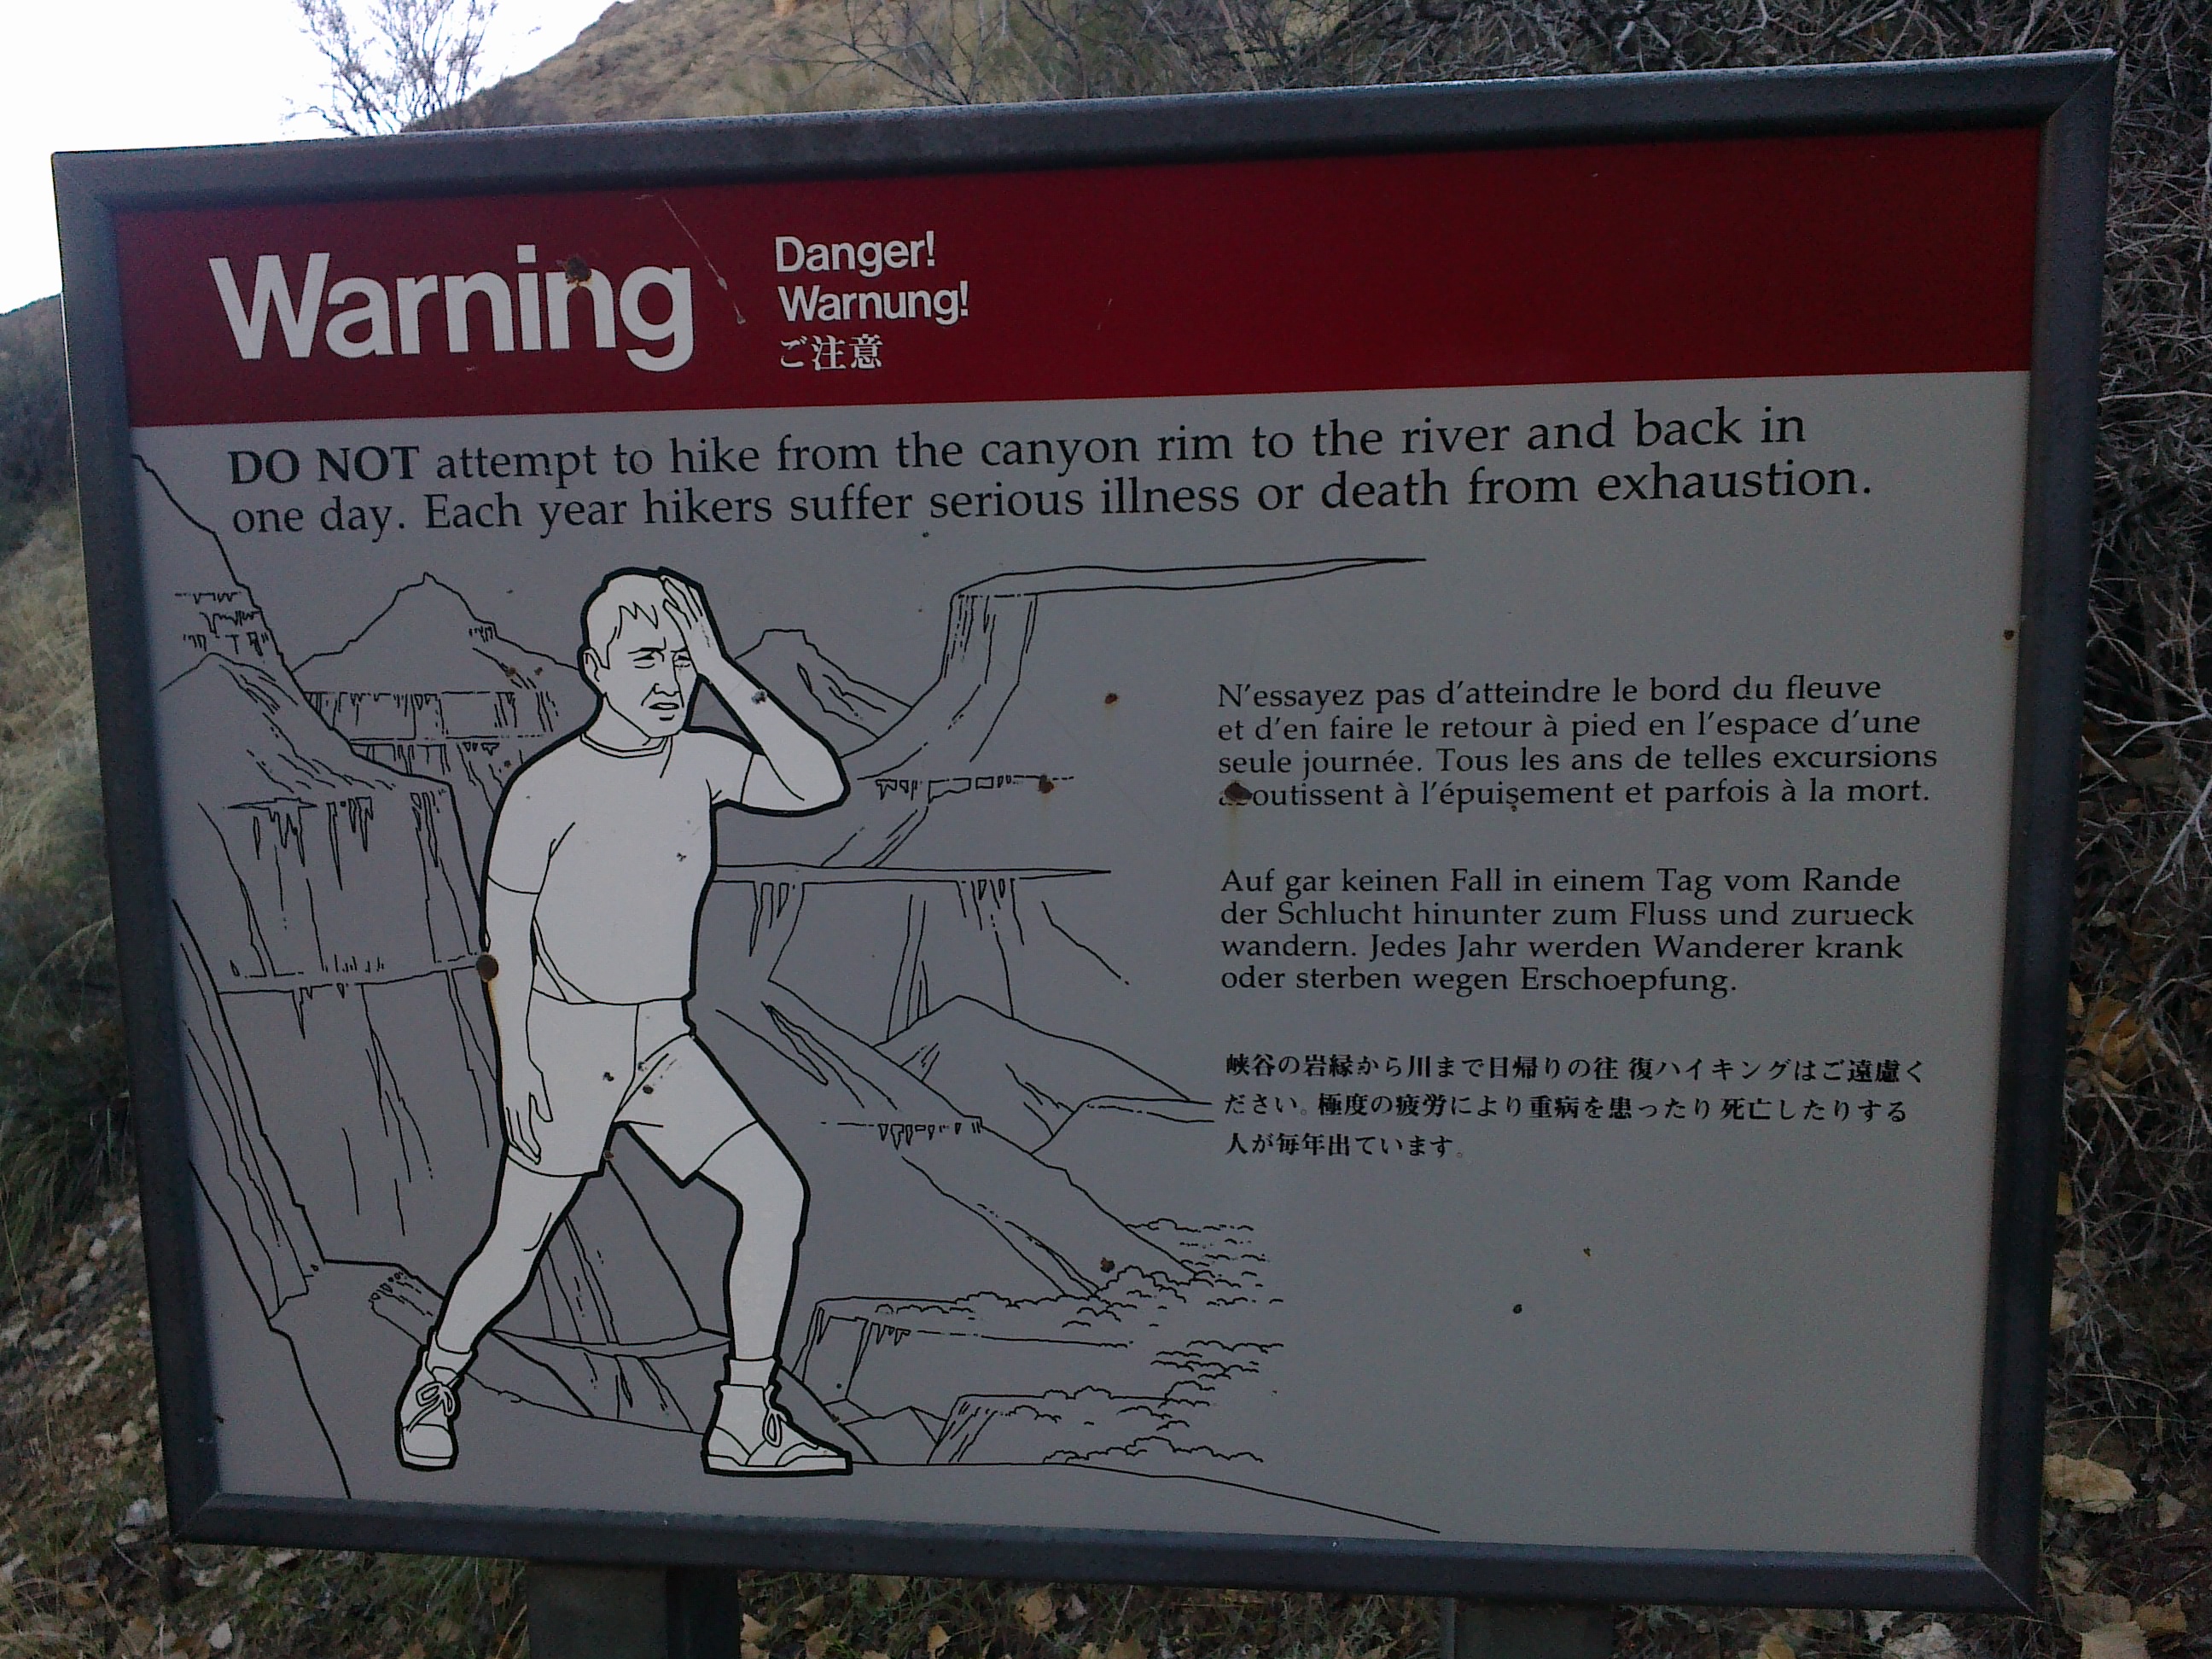 Warning
Danger!
Warnung!
ご注意
DO NOT attempt to hike from the canyon rim to the river and back in
one day. Each year hikers suffer serious illness or death from exhaustion.
N'essayez pas d'atteindre le bord du fleuve
et d'en faire le retour à pied en l'espace d'une
seule journée. Tous les ans de telles excursions
aboutissent à l'épuisement et parfois à la mort.
Auf gar keinen Fall in einem Tag vom Rande
der Schlucht hinunter zum Fluss und zurueck
wandern. Jedes Jahr werden Wanderer krank
oder sterben wegen Erschoepfung.
峡谷の岩縁から川まで日帰りの往 復ハイキングはご遠慮く
ださい。極度の疲労により重病を患ったり 死亡したりする
人が毎年出ています。